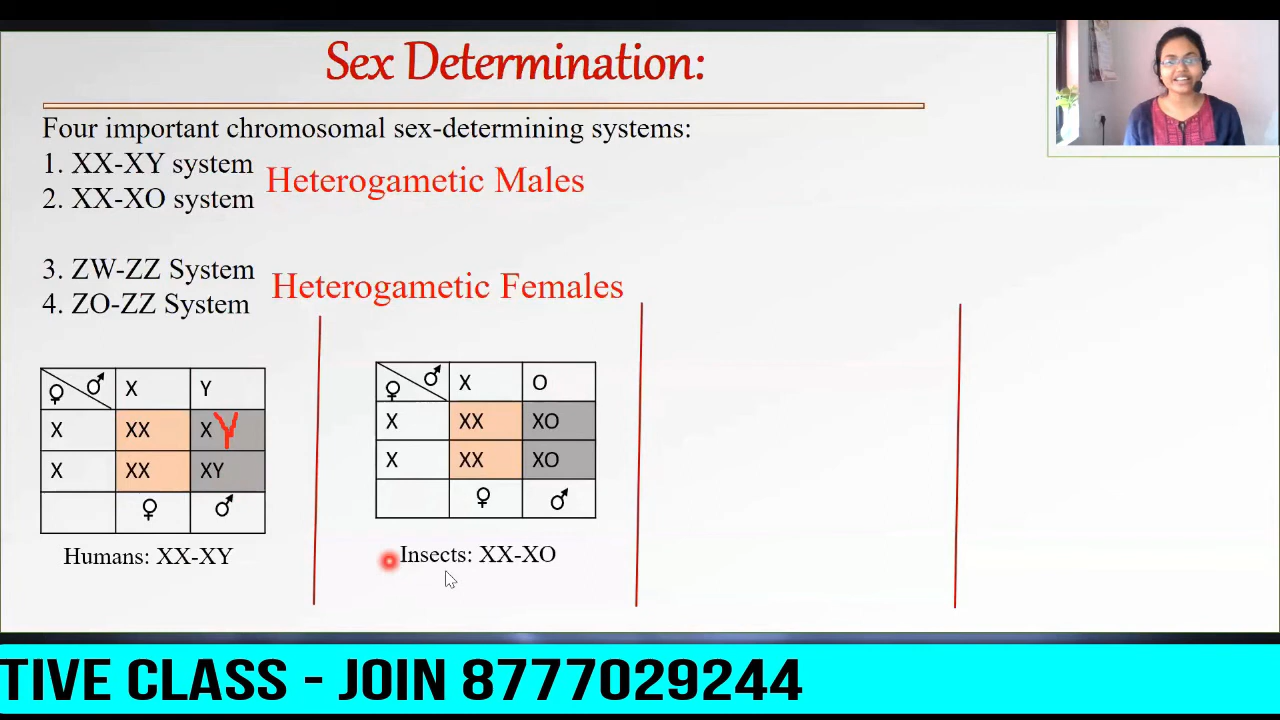 Sex Determination:
Four important chromosomal sex-determining systems:
1. XX-XY system
2. XX-XO system
Heterogametic Males
3. ZW-ZZ System
4. ZO-ZZ System
Heterogametic Females
♀ ♂ X Y
X XX XY
X XX XY
♀ ♂
Humans: XX-XY
♀ ♂ X O
X XX XO
X XX XO
♀ ♂
Insects: XX-XO
TIVE CLASS - JOIN 8777029244